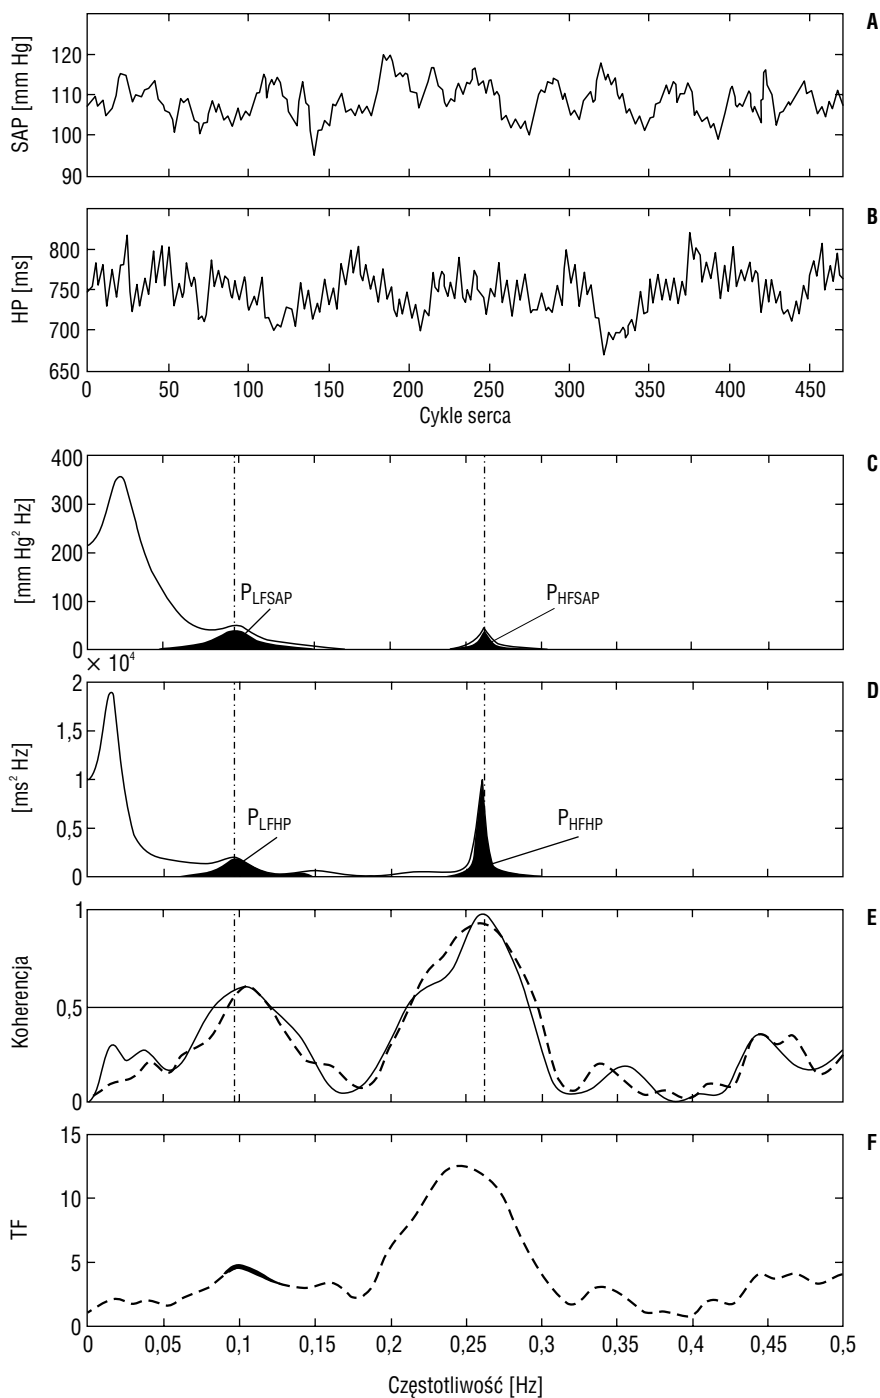 A
SAP [mm Hg]
120
110
100
90
B
HP [ms]
800
750
700
650
0 50 100 150 200 250 300 350 400 450
Cykle serca
C
[mm Hg² Hz]
400
300
200
100
0
P_LFSAP
P_HFSAP
× 10⁴
D
[ms² Hz]
2
1,5
1
0,5
0
P_LFHP
P_HFHP
E
Koherencja
1
0,5
0
F
TF
15
10
5
0
0 0,05 0,1 0,15 0,2 0,25 0,3 0,35 0,4 0,45 0,5
Częstotliwość [Hz]